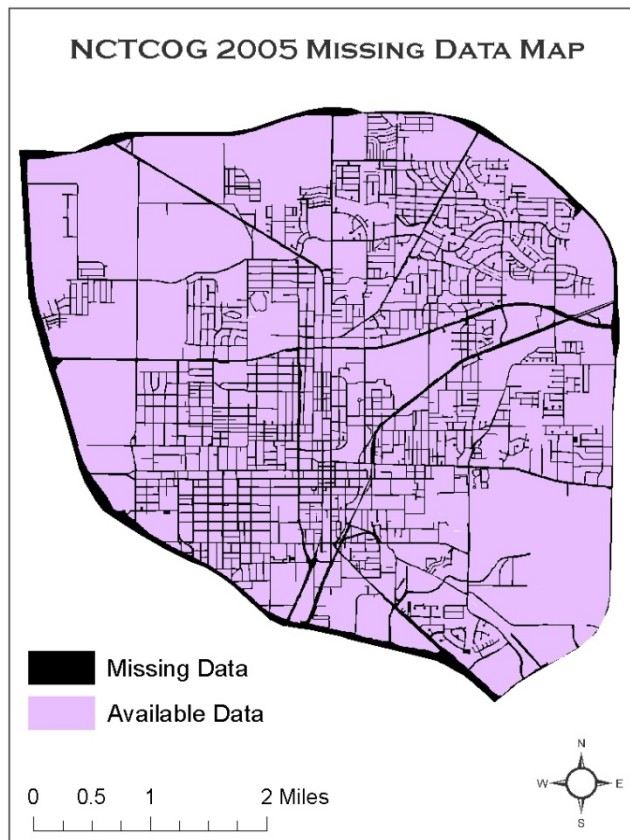 NCTCOG 2005 Missing Data Map
Missing Data
Available Data
0 0.5 1 2 Miles
N
W E
S